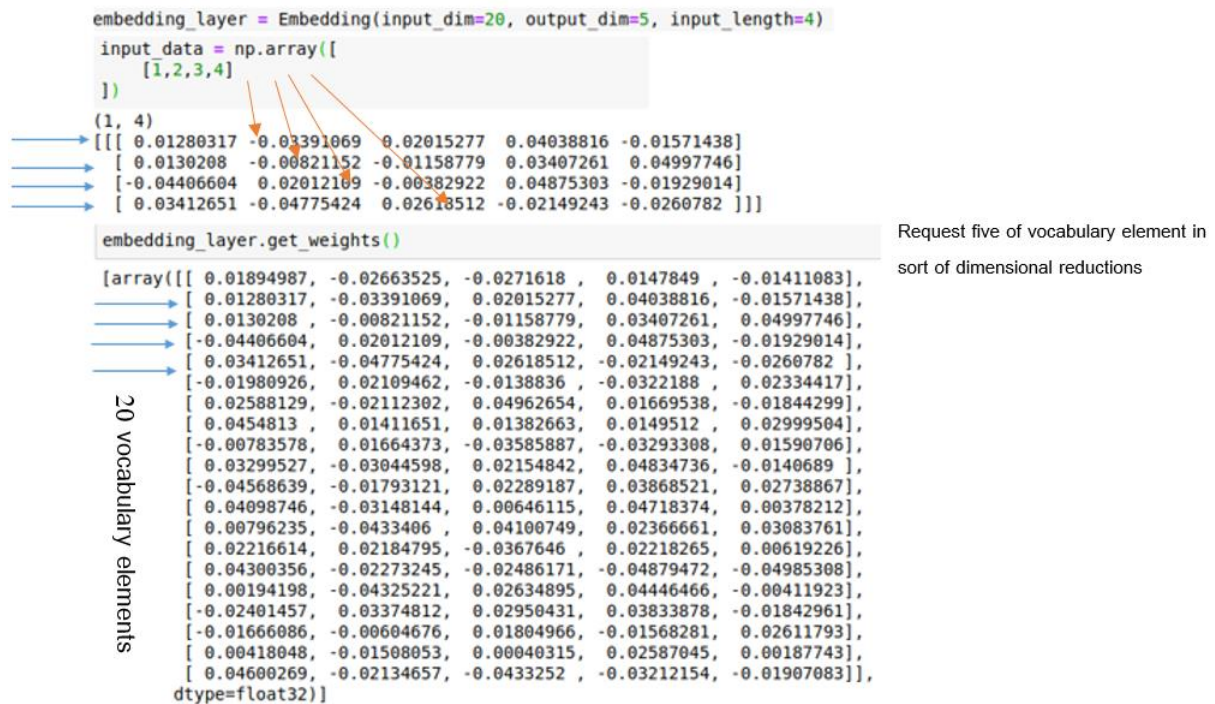 embedding_layer = Embedding(input_dim=20, output_dim=5, input_length=4)
input_data = np.array([
[1,2,3,4]
])
(1, 4)
[[[ 0.01280317 -0.03391069 0.02015277 0.04038816 -0.01571438]
[ 0.0130208 -0.00821152 -0.01158779 0.03407261 0.04997746]
[-0.04406604 0.02012109 -0.00382922 0.04875303 -0.01929014]
[ 0.03412651 -0.04775424 0.02618512 -0.02149243 -0.0260782 ]]]
embedding_layer.get_weights()
Request five of vocabulary element in
sort of dimensional reductions
[array([[ 0.01894987, -0.02663525, -0.0271618 , 0.0147849 , -0.01411083],
[ 0.01280317, -0.03391069, 0.02015277, 0.04038816, -0.01571438],
[ 0.0130208 , -0.00821152, -0.01158779, 0.03407261, 0.04997746],
[-0.04406604, 0.02012109, -0.00382922, 0.04875303, -0.01929014],
[ 0.03412651, -0.04775424, 0.02618512, -0.02149243, -0.0260782 ],
[-0.01980926, 0.02109462, -0.0138836 , -0.0322188 , 0.02334417],
[ 0.02588129, -0.02112302, 0.04962654, 0.01669538, -0.01844299],
[ 0.0454813 , 0.01411651, 0.01382663, 0.0149512 , 0.02999504],
[-0.00783578, 0.01664373, -0.03585887, -0.03293308, 0.01590706],
[ 0.03299527, -0.03044598, 0.02154842, 0.04834736, -0.0140689 ],
[-0.04568639, -0.01793121, 0.02289187, 0.03868521, 0.02738867],
[ 0.04098746, -0.03148144, 0.00646115, 0.04718374, 0.00378212],
[ 0.00796235, -0.0433406 , 0.04100749, 0.02366661, 0.03083761],
[ 0.02216614, 0.02184795, -0.0367646 , 0.02218265, 0.00619226],
[ 0.04300356, -0.02273245, -0.02486171, -0.04879472, -0.04985308],
[ 0.00194198, -0.04325221, 0.02634895, 0.04446466, -0.00411923],
[-0.02401457, 0.03374812, 0.02950431, 0.03833878, -0.01842961],
[-0.01666086, -0.00604676, 0.01804966, -0.01568281, 0.02611793],
[ 0.00418048, -0.01508053, 0.00040315, 0.02587045, 0.00187743],
[ 0.04600269, -0.02134657, -0.0433252 , -0.03212154, -0.01907083]],
dtype=float32)]
20 vocabulary elements